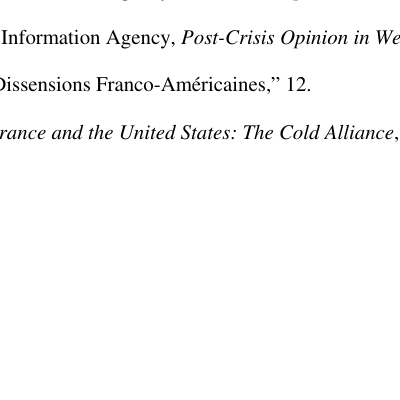 Information Agency, Post-Crisis Opinion in We
Dissensions Franco-Américaines,” 12.
rance and the United States: The Cold Alliance,